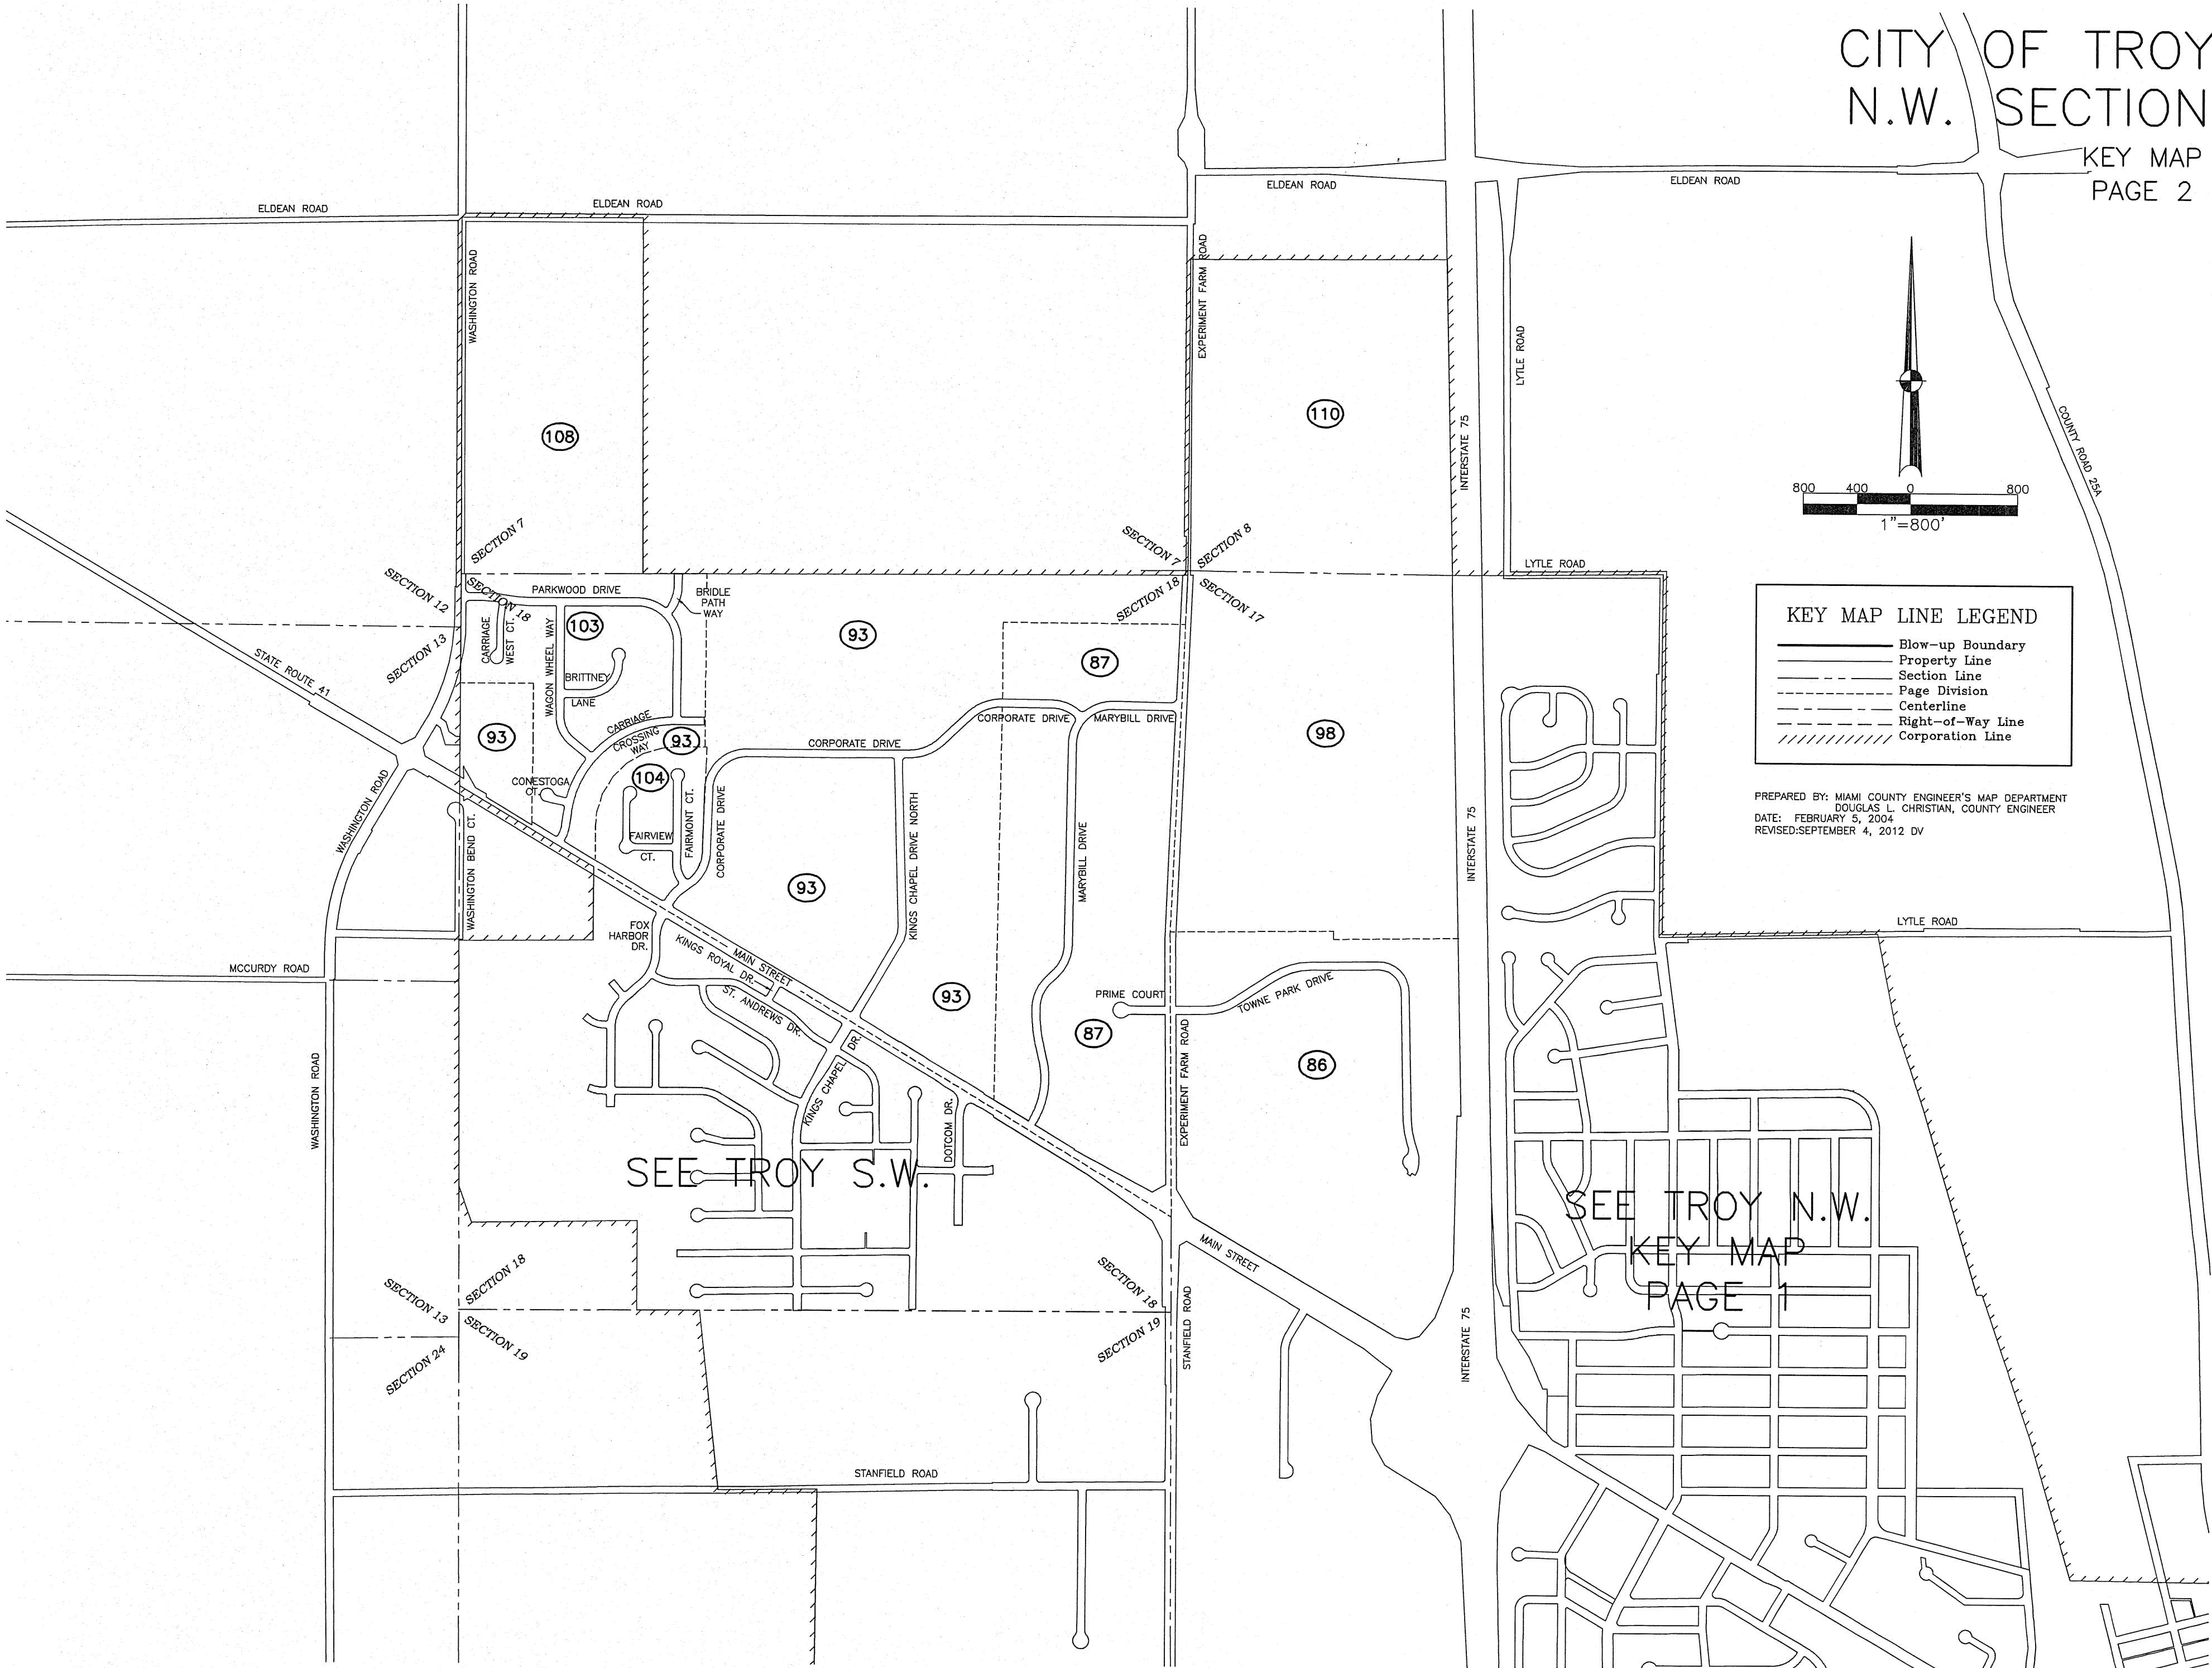 CITY OF TROY
N.W. SECTION
KEY MAP
PAGE 2
ELDEAN ROAD
ELDEAN ROAD
ELDEAN ROAD
ELDEAN ROAD
WASHINGTON ROAD
EXPERIMENT FARM ROAD
LYTLE ROAD
INTERSTATE 75
COUNTY ROAD 25A
108
110
800 400 0 800
1"=800'
SECTION 7
SECTION 12
SECTION 18
SECTION 13
SECTION 7
SECTION 8
SECTION 18
SECTION 17
LYTLE ROAD
KEY MAP LINE LEGEND
Blow-up Boundary
Property Line
Section Line
Page Division
Centerline
Right-of-Way Line
Corporation Line
PREPARED BY: MIAMI COUNTY ENGINEER'S MAP DEPARTMENT
DOUGLAS L. CHRISTIAN, COUNTY ENGINEER
DATE: FEBRUARY 5, 2004
REVISED:SEPTEMBER 4, 2012 DV
PARKWOOD DRIVE
BRIDLE
PATH
WAY
CARRIAGE
WEST CT.
WAGON WHEEL WAY
103
BRITTNEY
LANE
93
87
STATE ROUTE 41
93
CARRIAGE
CROSSING
WAY
93
CORPORATE DRIVE
CORPORATE DRIVE
MARYBILL DRIVE
98
CONESTOGA
CT.
104
FAIRVIEW
CT.
FAIRMONT CT.
CORPORATE DRIVE
WASHINGTON ROAD
WASHINGTON BEND CT.
93
KINGS CHAPEL DRIVE NORTH
MARYBILL DRIVE
INTERSTATE 75
LYTLE ROAD
FOX
HARBOR
DR.
KINGS ROYAL DR.
MAIN STREET
ST. ANDREWS DR.
MCCURDY ROAD
93
PRIME COURT
TOWNE PARK DRIVE
87
86
WASHINGTON ROAD
KINGS CHAPEL DR.
DOTCOM DR.
EXPERIMENT FARM ROAD
SEE TROY S.W.
SEE TROY N.W.
KEY MAP
PAGE 1
MAIN STREET
SECTION 13
SECTION 18
SECTION 24
SECTION 19
SECTION 18
SECTION 19
STANFIELD ROAD
INTERSTATE 75
STANFIELD ROAD